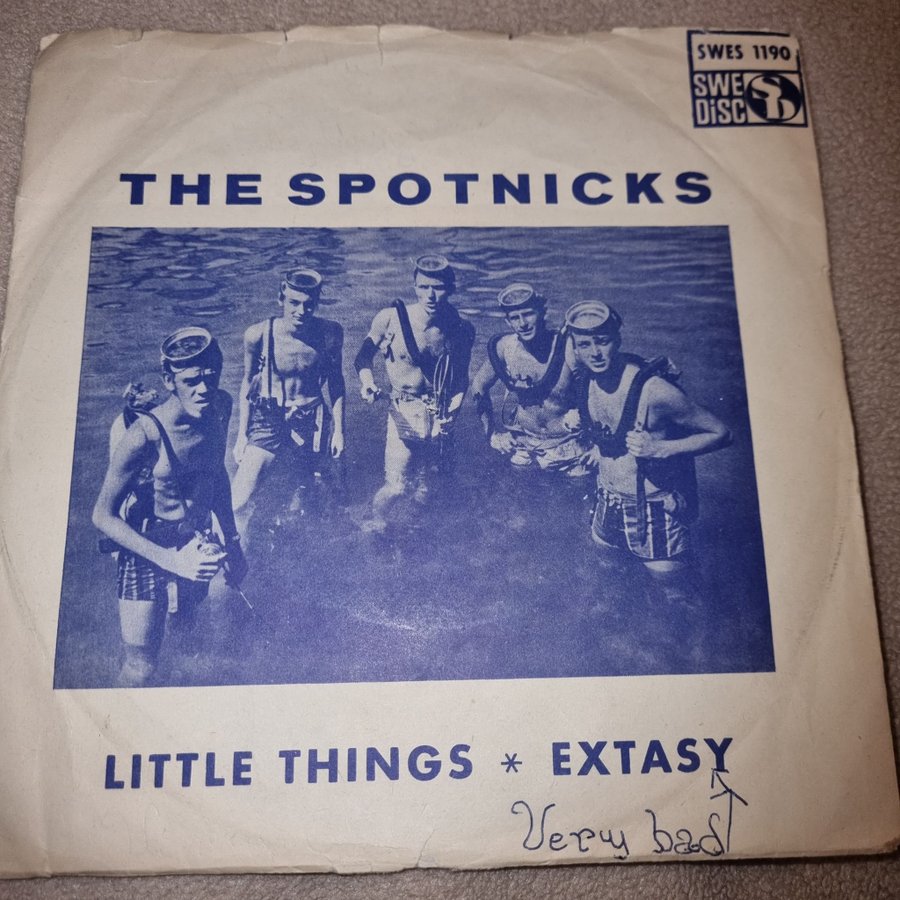 SWES 1190
SWE
DiSC
THE SPOTNICKS
LITTLE THINGS * EXTASY
Very bad